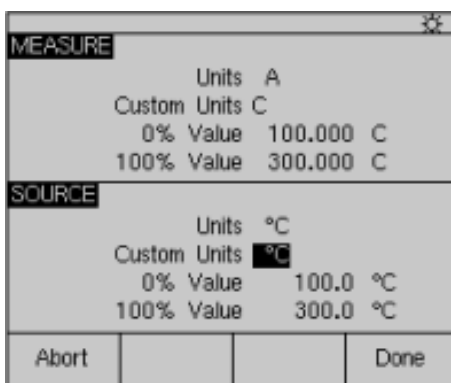 MEASURE
Units A
Custom Units C
0% Value 100.000 C
100% Value 300.000 C
SOURCE
Units °C
Custom Units °C
0% Value 100.0 °C
100% Value 300.0 °C
Abort Done